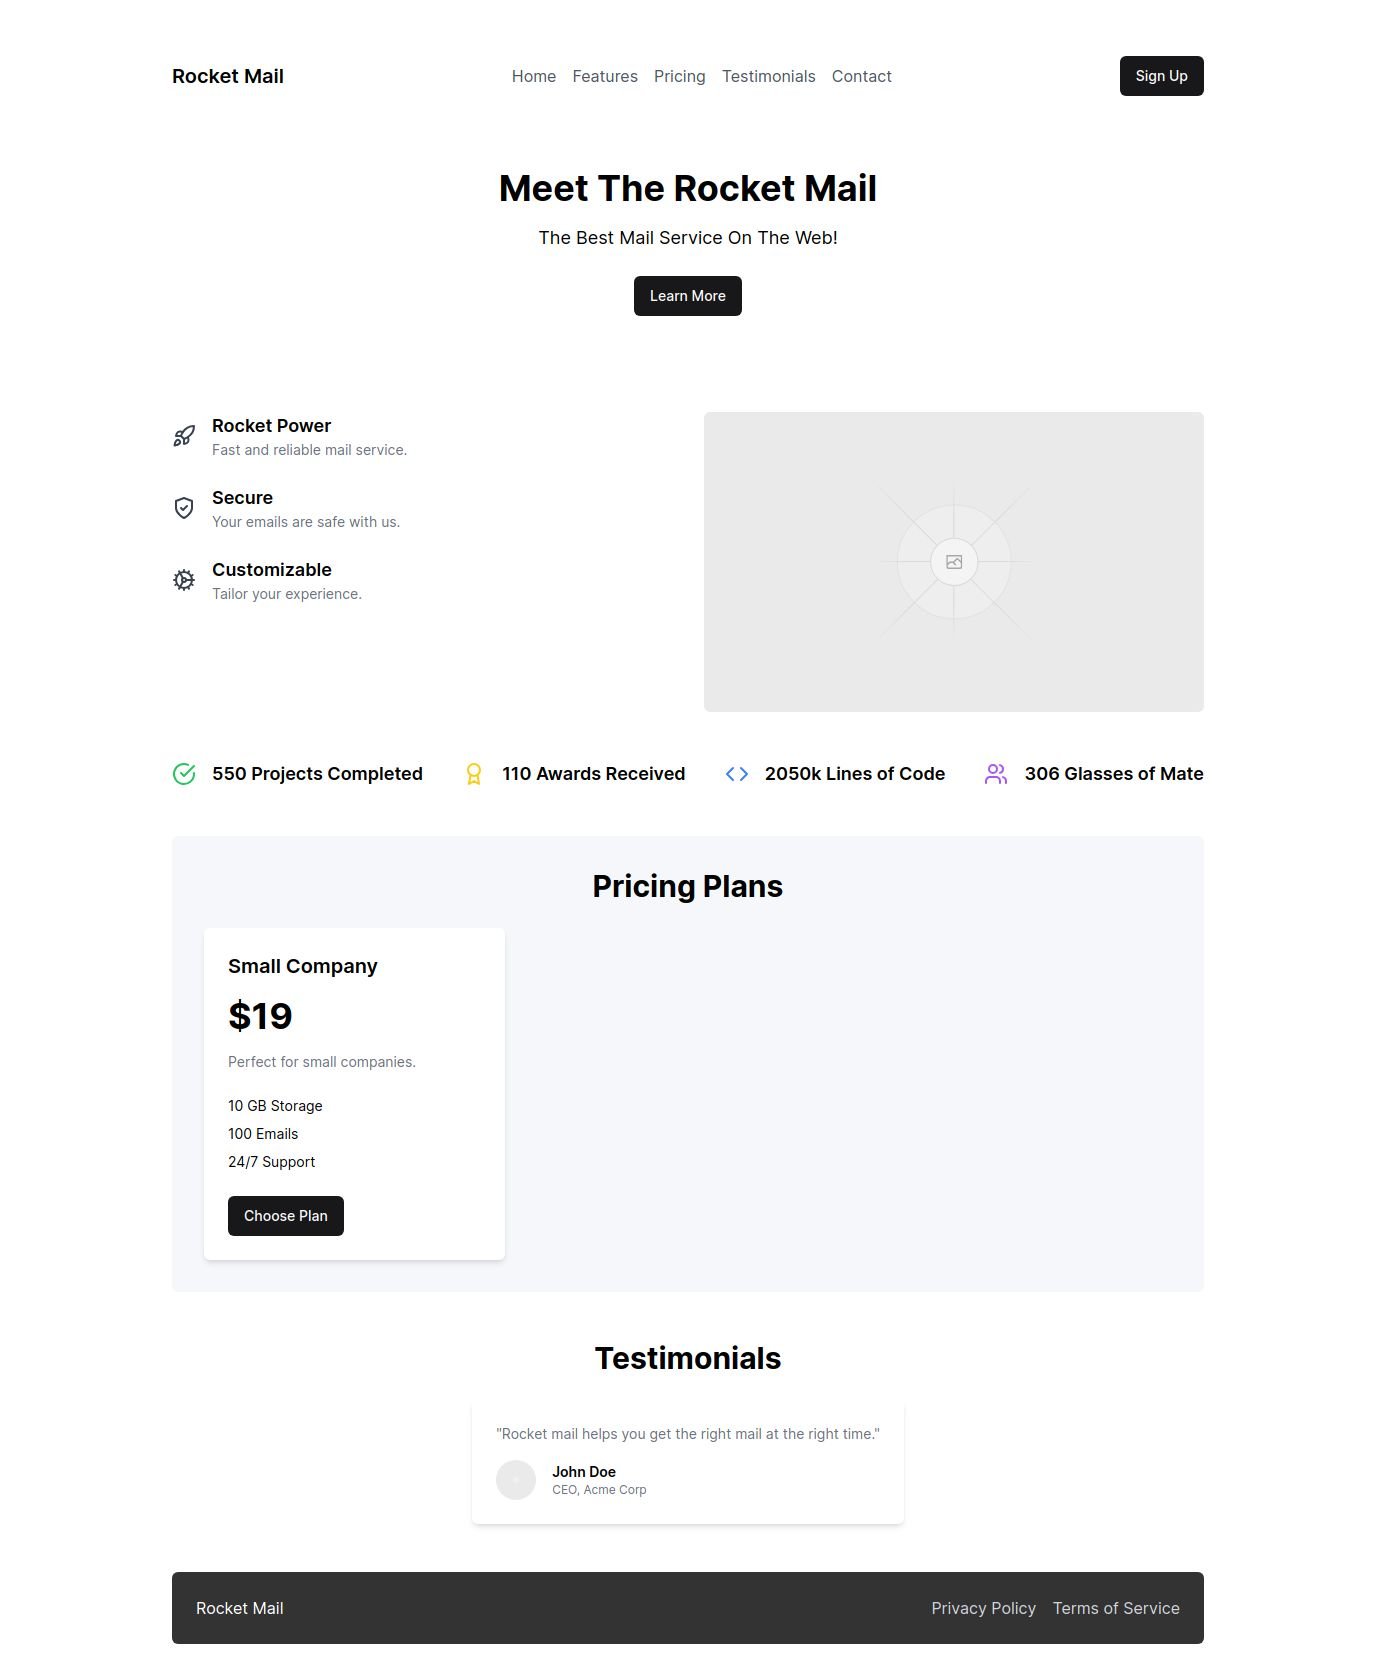 Rocket Mail
Home Features Pricing Testimonials Contact
Sign Up
Meet The Rocket Mail
The Best Mail Service On The Web!
Learn More
Rocket Power
Fast and reliable mail service.
Secure
Your emails are safe with us.
Customizable
Tailor your experience.
550 Projects Completed
110 Awards Received
2050k Lines of Code
306 Glasses of Mate
Pricing Plans
Small Company
$19
Perfect for small companies.
10 GB Storage
100 Emails
24/7 Support
Choose Plan
Testimonials
"Rocket mail helps you get the right mail at the right time."
John Doe
CEO, Acme Corp
Rocket Mail
Privacy Policy Terms of Service